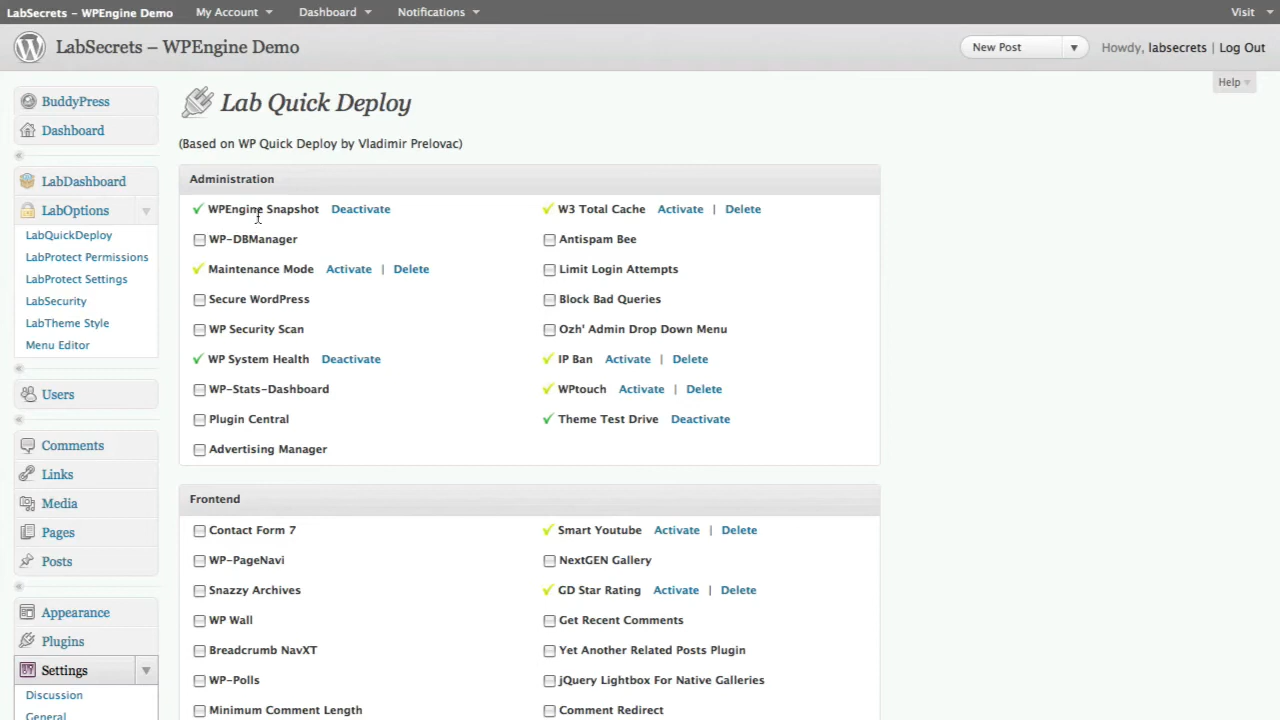 LabSecrets – WPEngine Demo My Account Dashboard Notifications Visit
LabSecrets – WPEngine Demo New Post Howdy, labsecrets | Log Out
Help
BuddyPress
Dashboard
LabDashboard
LabOptions
LabQuickDeploy
LabProtect Permissions
LabProtect Settings
LabSecurity
LabTheme Style
Menu Editor
Users
Comments
Links
Media
Pages
Posts
Appearance
Plugins
Settings
Discussion
General
Lab Quick Deploy
(Based on WP Quick Deploy by Vladimir Prelovac)
Administration
WPEngine Snapshot Deactivate W3 Total Cache Activate | Delete
WP-DBManager Antispam Bee
Maintenance Mode Activate | Delete Limit Login Attempts
Secure WordPress Block Bad Queries
WP Security Scan Ozh' Admin Drop Down Menu
WP System Health Deactivate IP Ban Activate | Delete
WP-Stats-Dashboard WPtouch Activate | Delete
Plugin Central Theme Test Drive Deactivate
Advertising Manager
Frontend
Contact Form 7 Smart Youtube Activate | Delete
WP-PageNavi NextGEN Gallery
Snazzy Archives GD Star Rating Activate | Delete
WP Wall Get Recent Comments
Breadcrumb NavXT Yet Another Related Posts Plugin
WP-Polls jQuery Lightbox For Native Galleries
Minimum Comment Length Comment Redirect